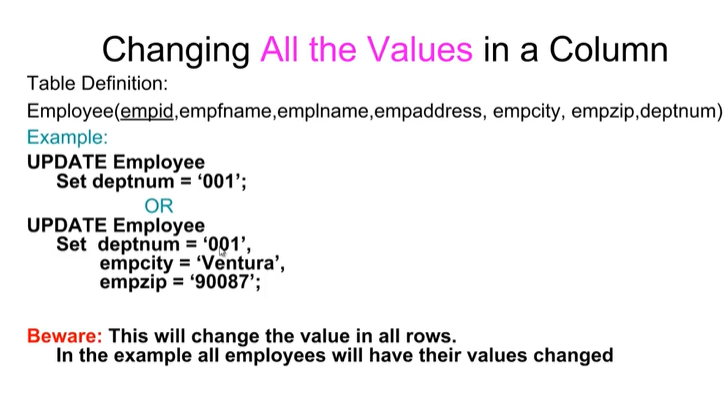 Changing All the Values in a Column
Table Definition:
Employee(empid,empfname,emplname,empaddress, empcity, empzip,deptnum)
Example:
UPDATE Employee
Set deptnum = ‘001’;
OR
UPDATE Employee
Set deptnum = ‘001’,
empcity = ‘Ventura’,
empzip = ‘90087’;
Beware: This will change the value in all rows.
In the example all employees will have their values changed